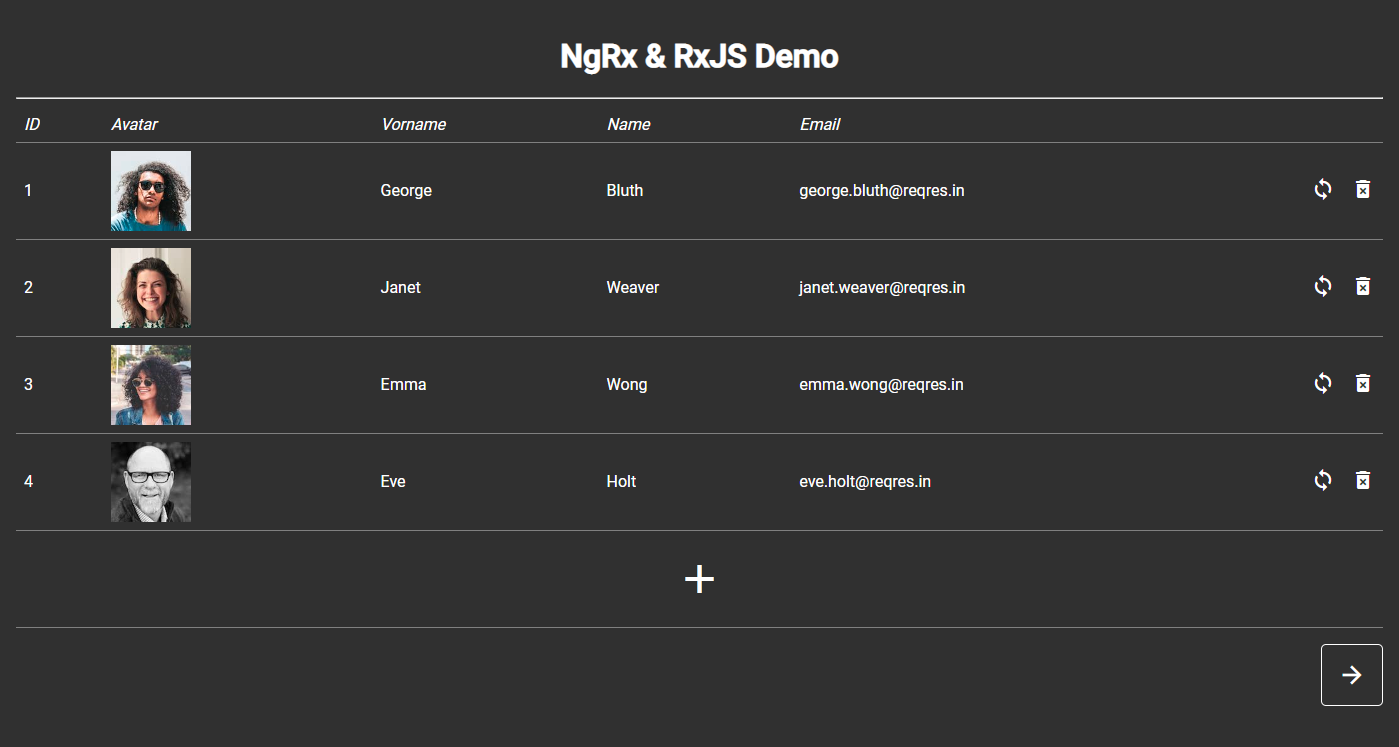 NgRx & RxJS Demo
ID Avatar Vorname Name Email
1 George Bluth george.bluth@reqres.in
2 Janet Weaver janet.weaver@reqres.in
3 Emma Wong emma.wong@reqres.in
4 Eve Holt eve.holt@reqres.in